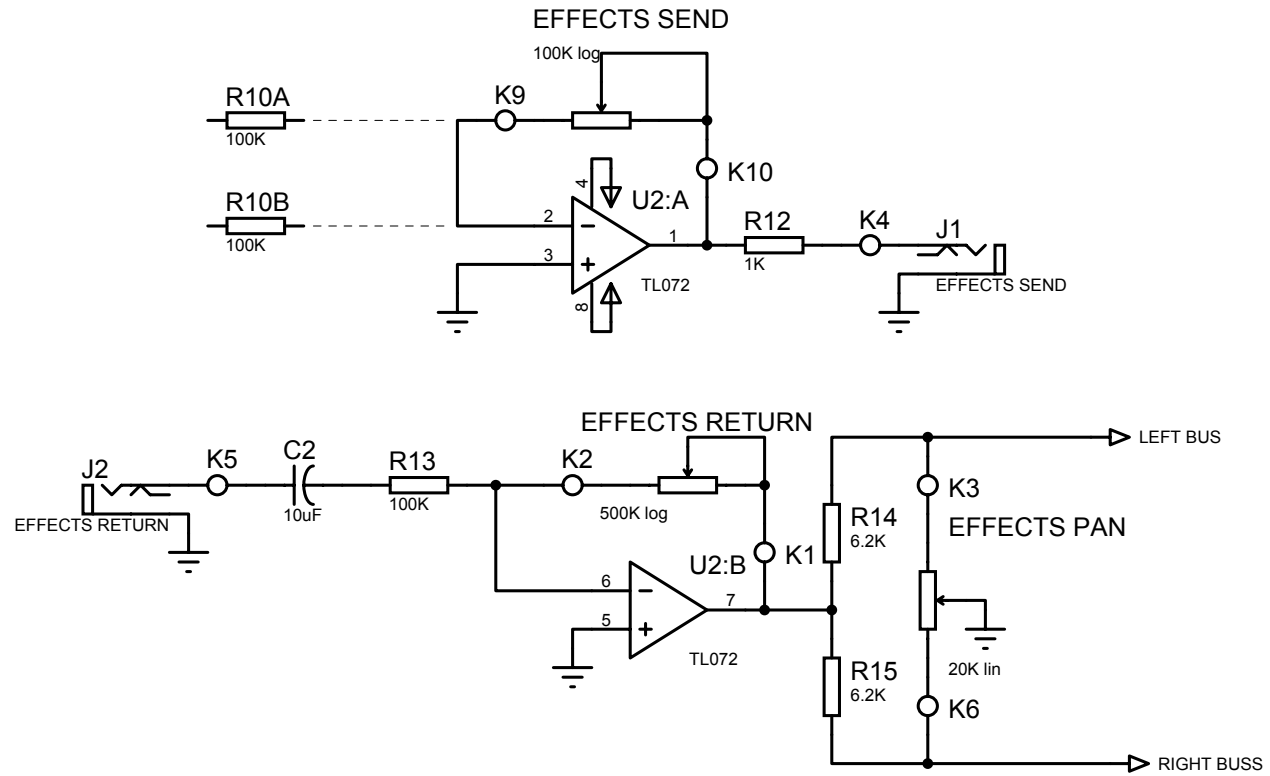 EFFECTS SEND
100K log
R10A
100K
K9
K10
R10B
100K
4
U2:A
2
3
1
8
TL072
R12
1K
K4
J1
EFFECTS SEND
EFFECTS RETURN
J2
EFFECTS RETURN
K5
C2
10uF
R13
100K
K2
500K log
K1
U2:B
6
5
7
TL072
R14
6.2K
R15
6.2K
LEFT BUS
K3
EFFECTS PAN
20K lin
K6
RIGHT BUSS